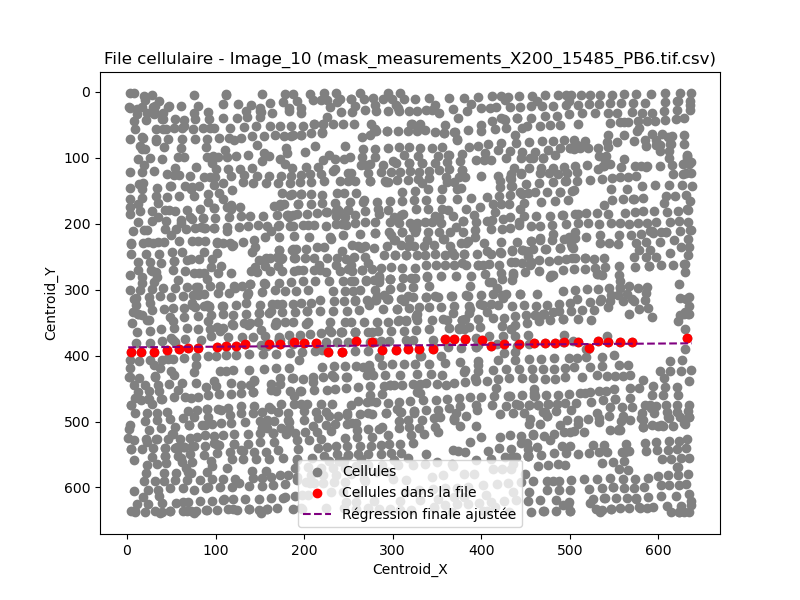 File cellulaire - Image_10 (mask_measurements_X200_15485_PB6.tif.csv)
0
100
200
300
400
500
600
Centroid_Y
Cellules
Cellules dans la file
Régression finale ajustée
0 100 200 300 400 500 600
Centroid_X